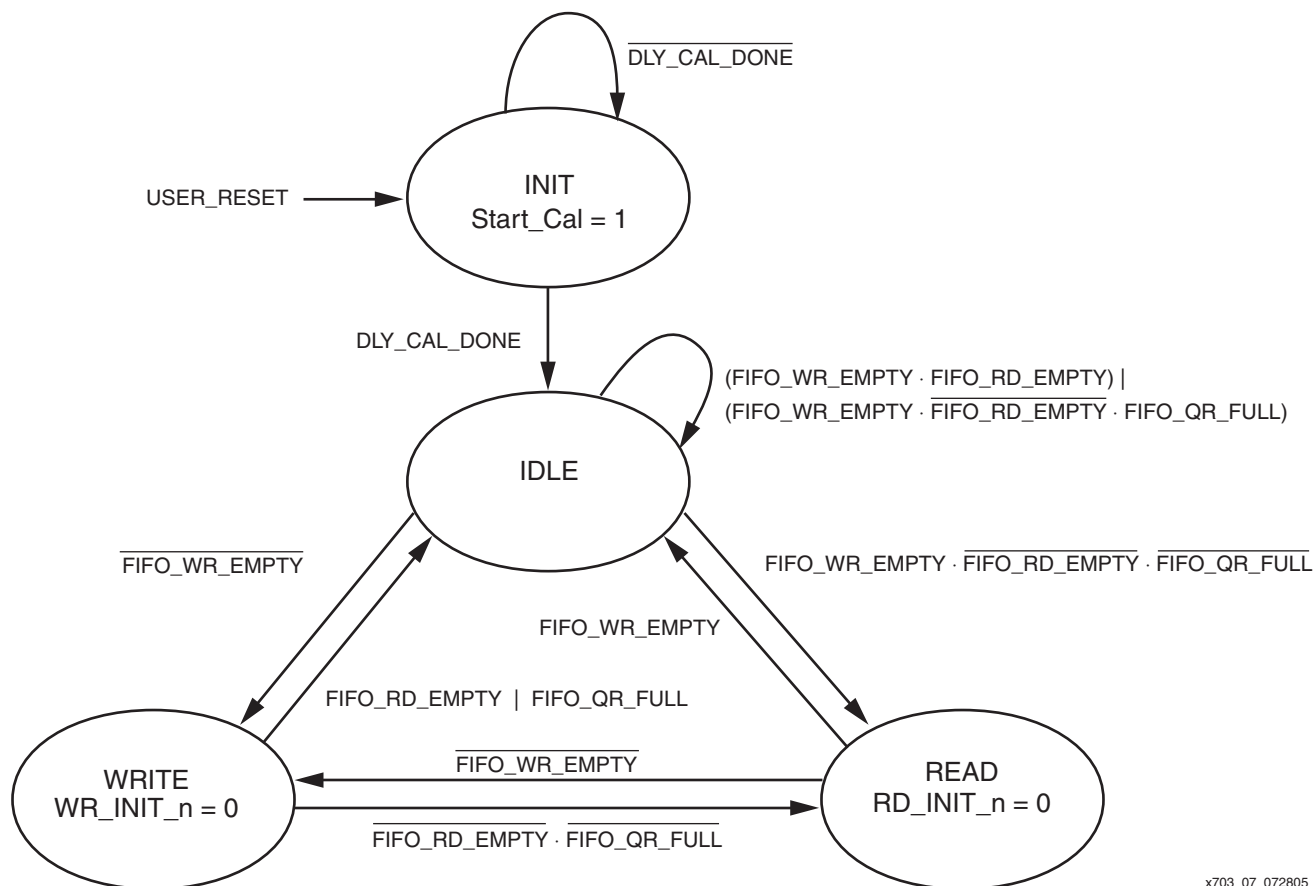 DLY_CAL_DONE
INIT
Start_Cal = 1
USER_RESET
DLY_CAL_DONE
(FIFO_WR_EMPTY · FIFO_RD_EMPTY) |
(FIFO_WR_EMPTY · FIFO_RD_EMPTY · FIFO_QR_FULL)
IDLE
FIFO_WR_EMPTY
FIFO_WR_EMPTY · FIFO_RD_EMPTY · FIFO_QR_FULL
FIFO_WR_EMPTY
FIFO_RD_EMPTY | FIFO_QR_FULL
WRITE
WR_INIT_n = 0
FIFO_WR_EMPTY
READ
RD_INIT_n = 0
FIFO_RD_EMPTY · FIFO_QR_FULL
x703_07_072805